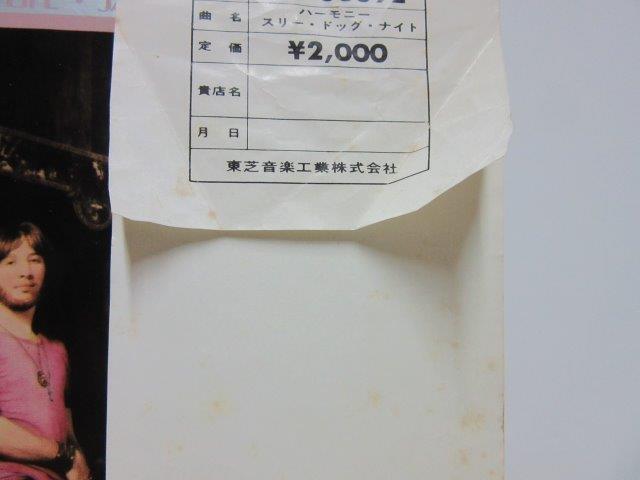 曲名 ハーモニー
スリー・ドッグ・ナイト
定価 ¥2,000
貴店名
月日
東芝音楽工業株式会社